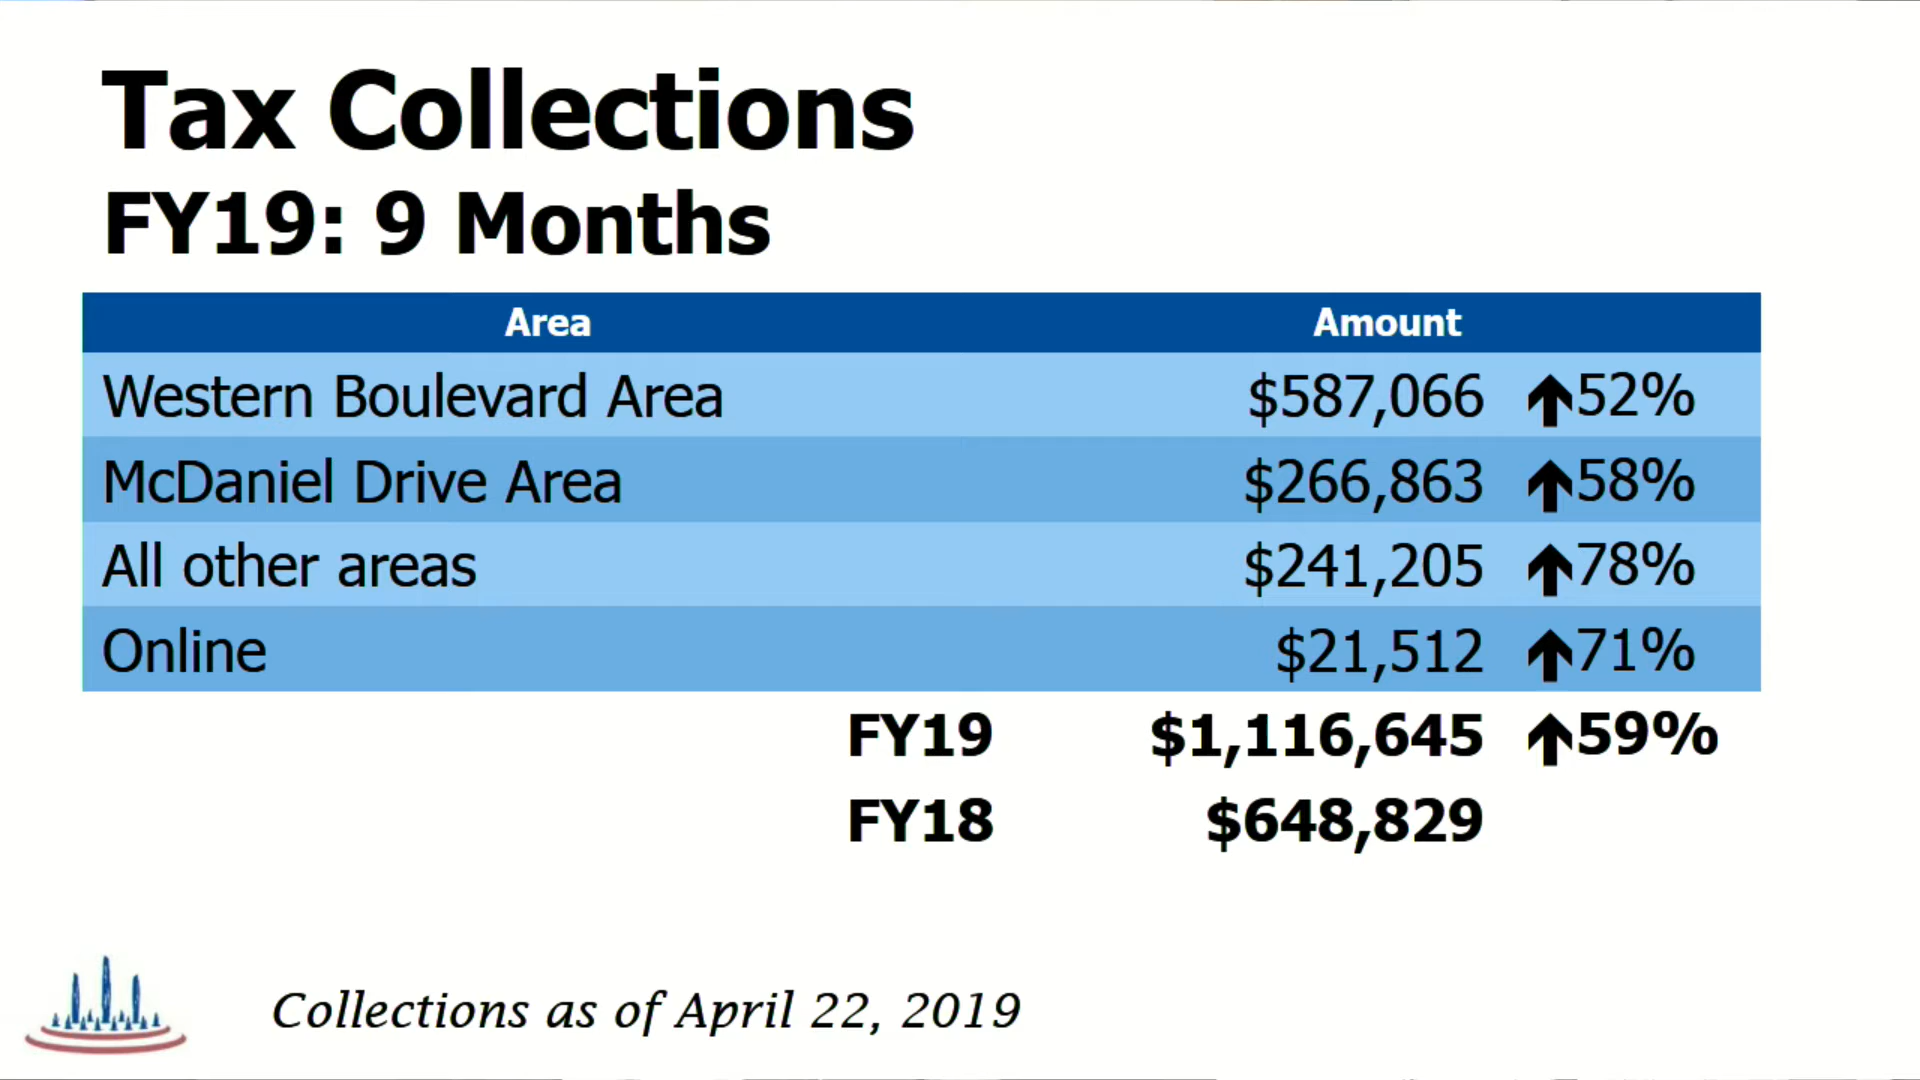 Tax Collections
FY19: 9 Months
Area Amount
Western Boulevard Area $587,066 ↑52%
McDaniel Drive Area $266,863 ↑58%
All other areas $241,205 ↑78%
Online $21,512 ↑71%
FY19 $1,116,645 ↑59%
FY18 $648,829
Collections as of April 22, 2019